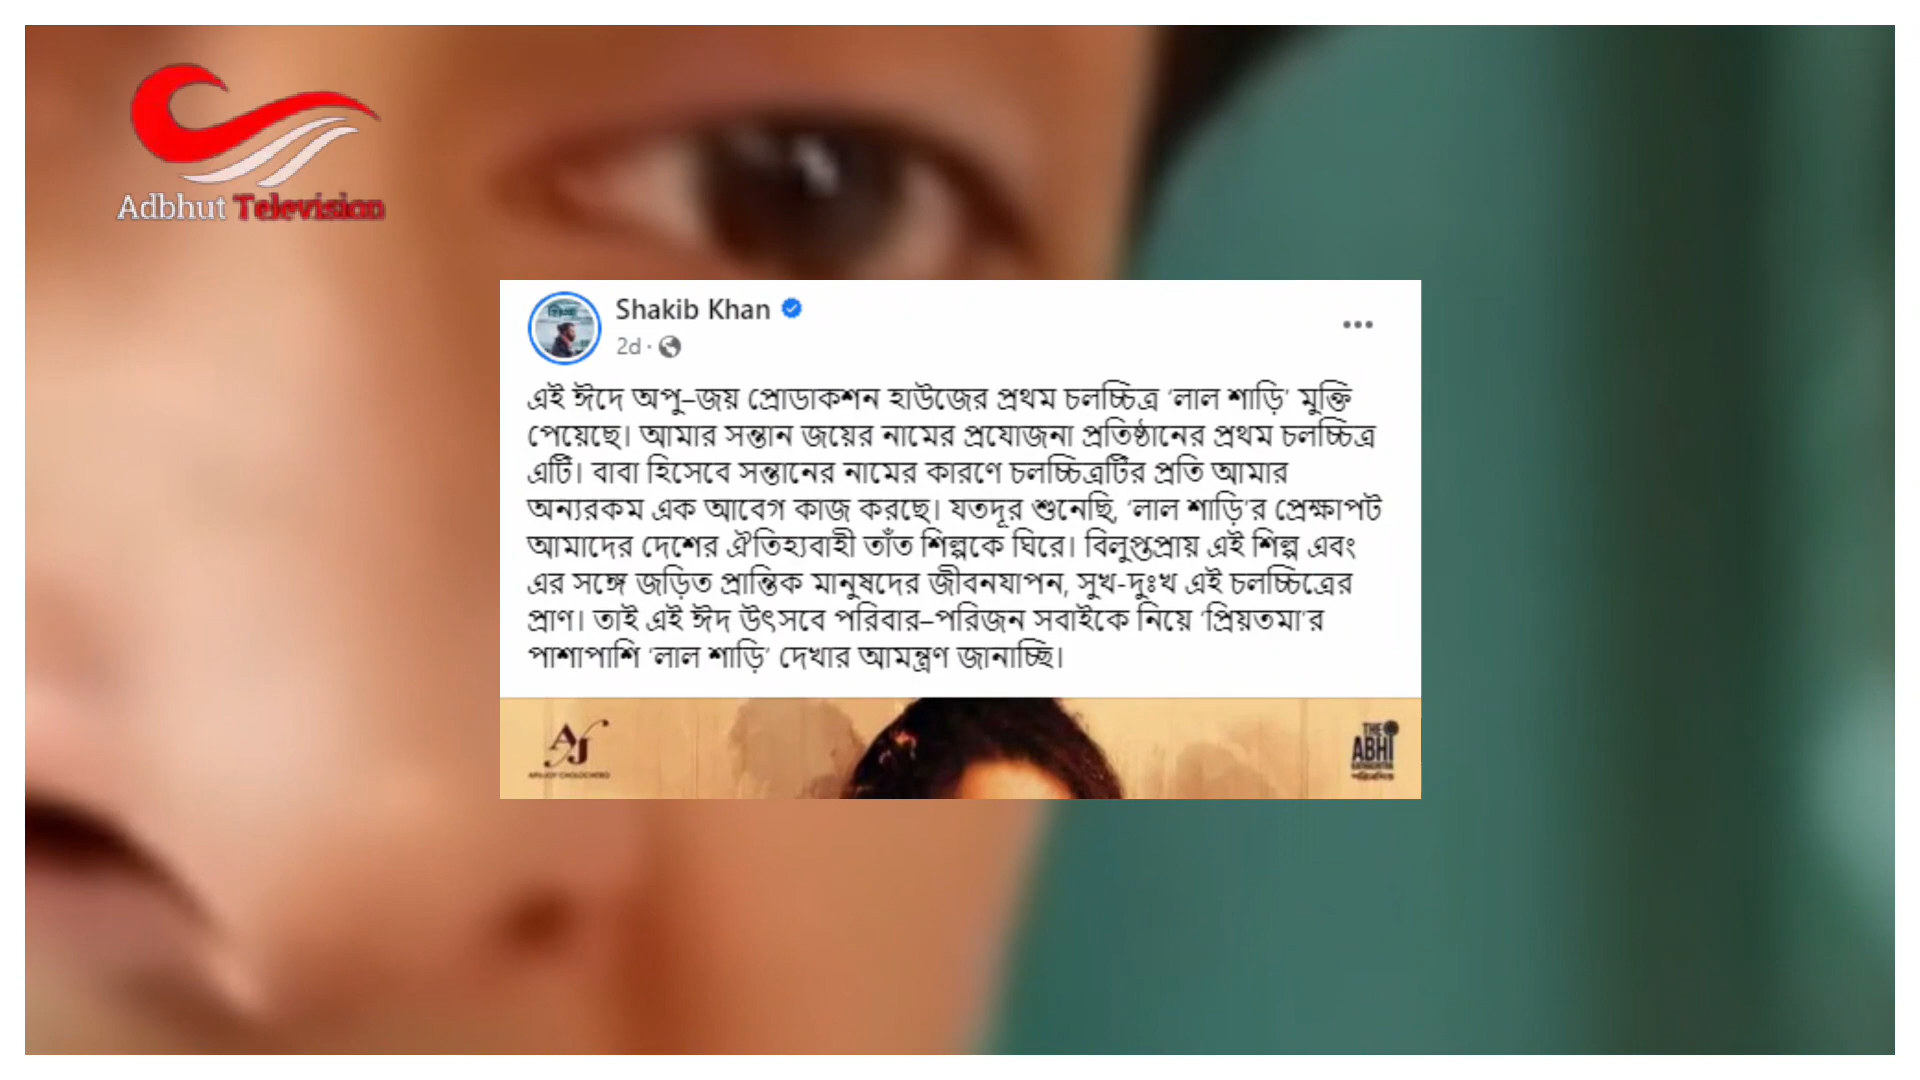 Adbhut Television
Shakib Khan
2d ·
এই ঈদে অপু–জয় প্রোডাকশন হাউজের প্রথম চলচ্চিত্র ‘লাল শাড়ি’ মুক্তি
পেয়েছে। আমার সন্তান জয়ের নামের প্রযোজনা প্রতিষ্ঠানের প্রথম চলচ্চিত্র
এটি। বাবা হিসেবে সন্তানের নামের কারণে চলচ্চিত্রটির প্রতি আমার
অন্যরকম এক আবেগ কাজ করছে। যতদূর শুনেছি, ‘লাল শাড়ি’র প্রেক্ষাপট
আমাদের দেশের ঐতিহ্যবাহী তাঁত শিল্পকে ঘিরে। বিলুপ্তপ্রায় এই শিল্প এবং
এর সঙ্গে জড়িত প্রান্তিক মানুষদের জীবনযাপন, সুখ-দুঃখ এই চলচ্চিত্রের
প্রাণ। তাই এই ঈদ উৎসবে পরিবার–পরিজন সবাইকে নিয়ে ‘প্রিয়তমা’র
পাশাপাশি ‘লাল শাড়ি’ দেখার আমন্ত্রণ জানাচ্ছি।
AJ
THE
ABHI